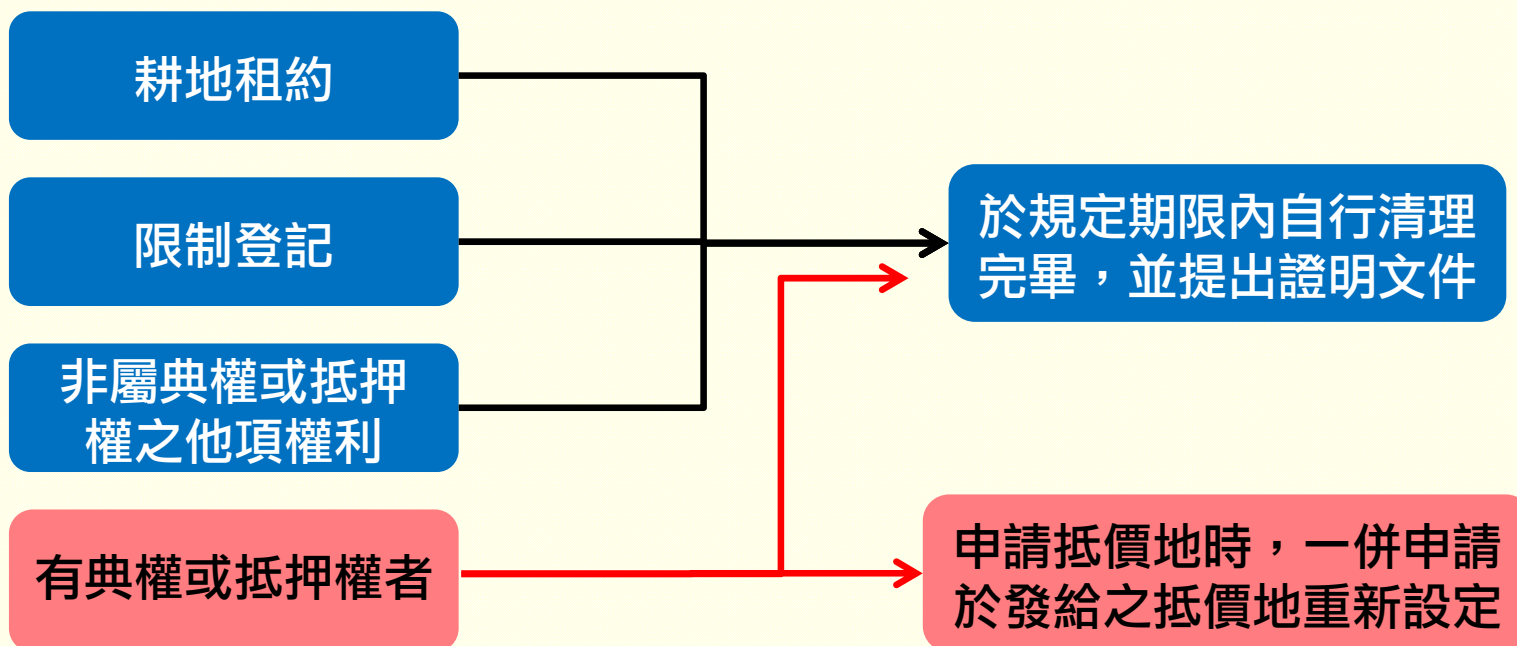 耕地租約
限制登記
非屬典權或抵押
權之他項權利
有典權或抵押權者
於規定期限內自行清理
完畢，並提出證明文件
申請抵價地時，一併申請
於發給之抵價地重新設定